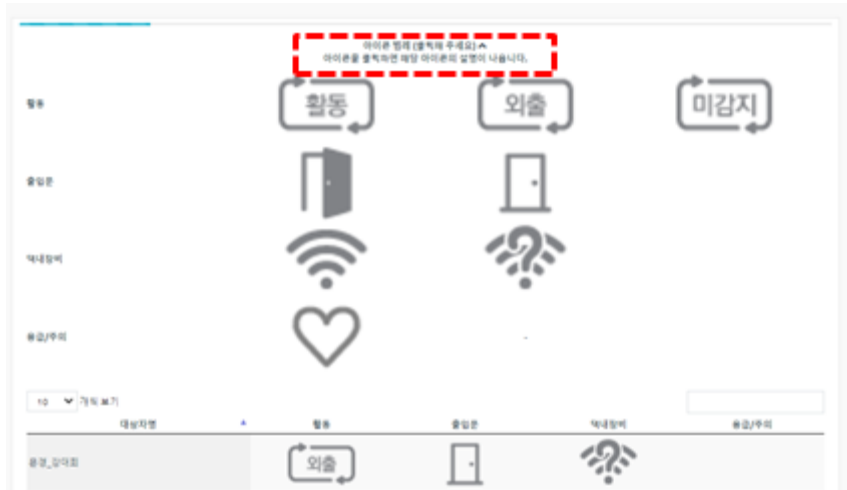 아이콘 범례 (클릭해 주세요) ^
아이콘을 클릭하면 해당 아이콘의 설명이 나옵니다.
활동 활동 외출 미감지
출입문
댁내장비
응급/주의 -
10 개씩 보기
대상자명 활동 출입문 댁내장비 응급/주의
외출